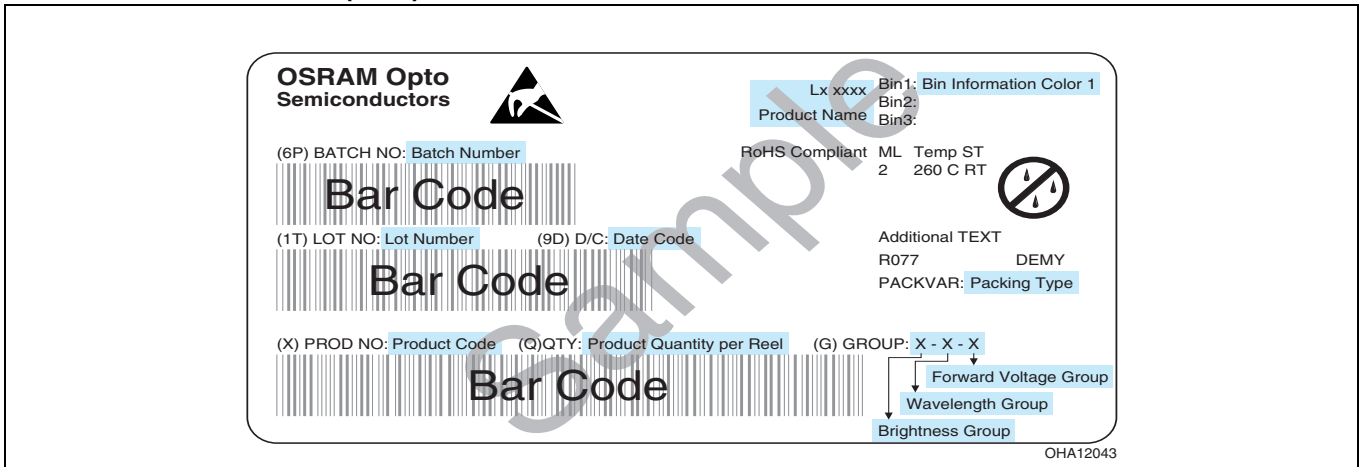 OSRAM Opto
Semiconductors
Lx xxxx
Product Name
Bin1: Bin Information Color 1
Bin2:
Bin3:
(6P) BATCH NO: Batch Number
Bar Code
RoHS Compliant
ML Temp ST
2 260 C RT
(1T) LOT NO: Lot Number (9D) D/C: Date Code
Bar Code
Additional TEXT
R077 DEMY
PACKVAR: Packing Type
(X) PROD NO: Product Code (Q)QTY: Product Quantity per Reel (G) GROUP: X - X - X
Bar Code
Forward Voltage Group
Wavelength Group
Brightness Group
Sample
OHA12043